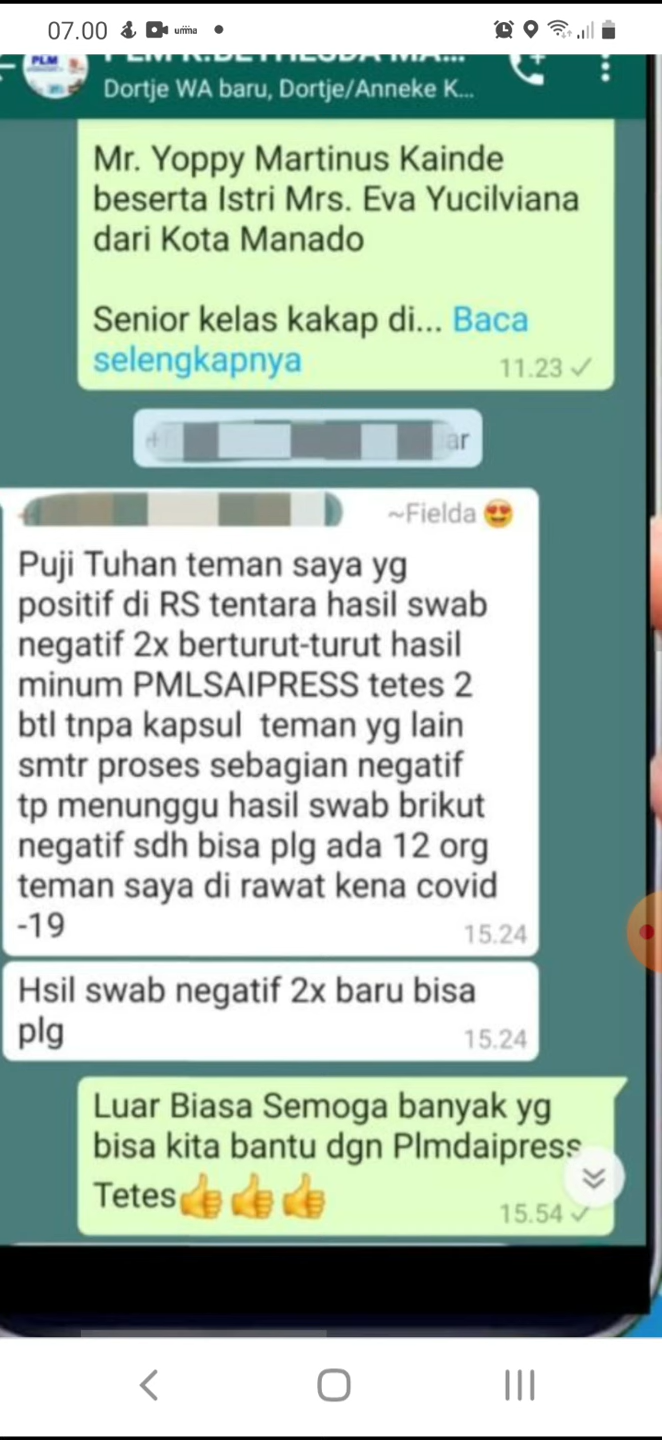 07.00
umma
PLM
Dortje WA baru, Dortje/Anneke K...
Mr. Yoppy Martinus Kainde
beserta Istri Mrs. Eva Yucilviana
dari Kota Manado
Senior kelas kakap di... Baca
selengkapnya
11.23
ar
~Fielda 😍
Puji Tuhan teman saya yg
positif di RS tentara hasil swab
negatif 2x berturut-turut hasil
minum PMLSAIPRESS tetes 2
btl tnpa kapsul teman yg lain
smtr proses sebagian negatif
tp menunggu hasil swab brikut
negatif sdh bisa plg ada 12 org
teman saya di rawat kena covid
-19
15.24
Hsil swab negatif 2x baru bisa
plg
15.24
Luar Biasa Semoga banyak yg
bisa kita bantu dgn Plmdaipress
Tetes👍👍👍
15.54